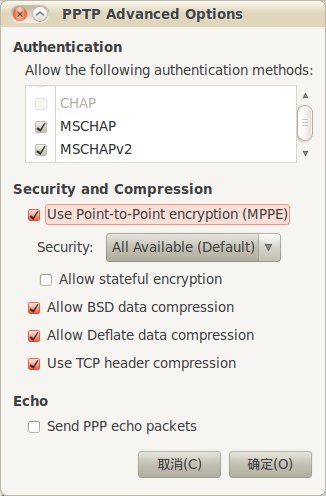 PPTP Advanced Options
Authentication
Allow the following authentication methods:
CHAP
MSCHAP
MSCHAPv2
Security and Compression
Use Point-to-Point encryption (MPPE)
Security: All Available (Default)
Allow stateful encryption
Allow BSD data compression
Allow Deflate data compression
Use TCP header compression
Echo
Send PPP echo packets
取消(C) 确定(O)